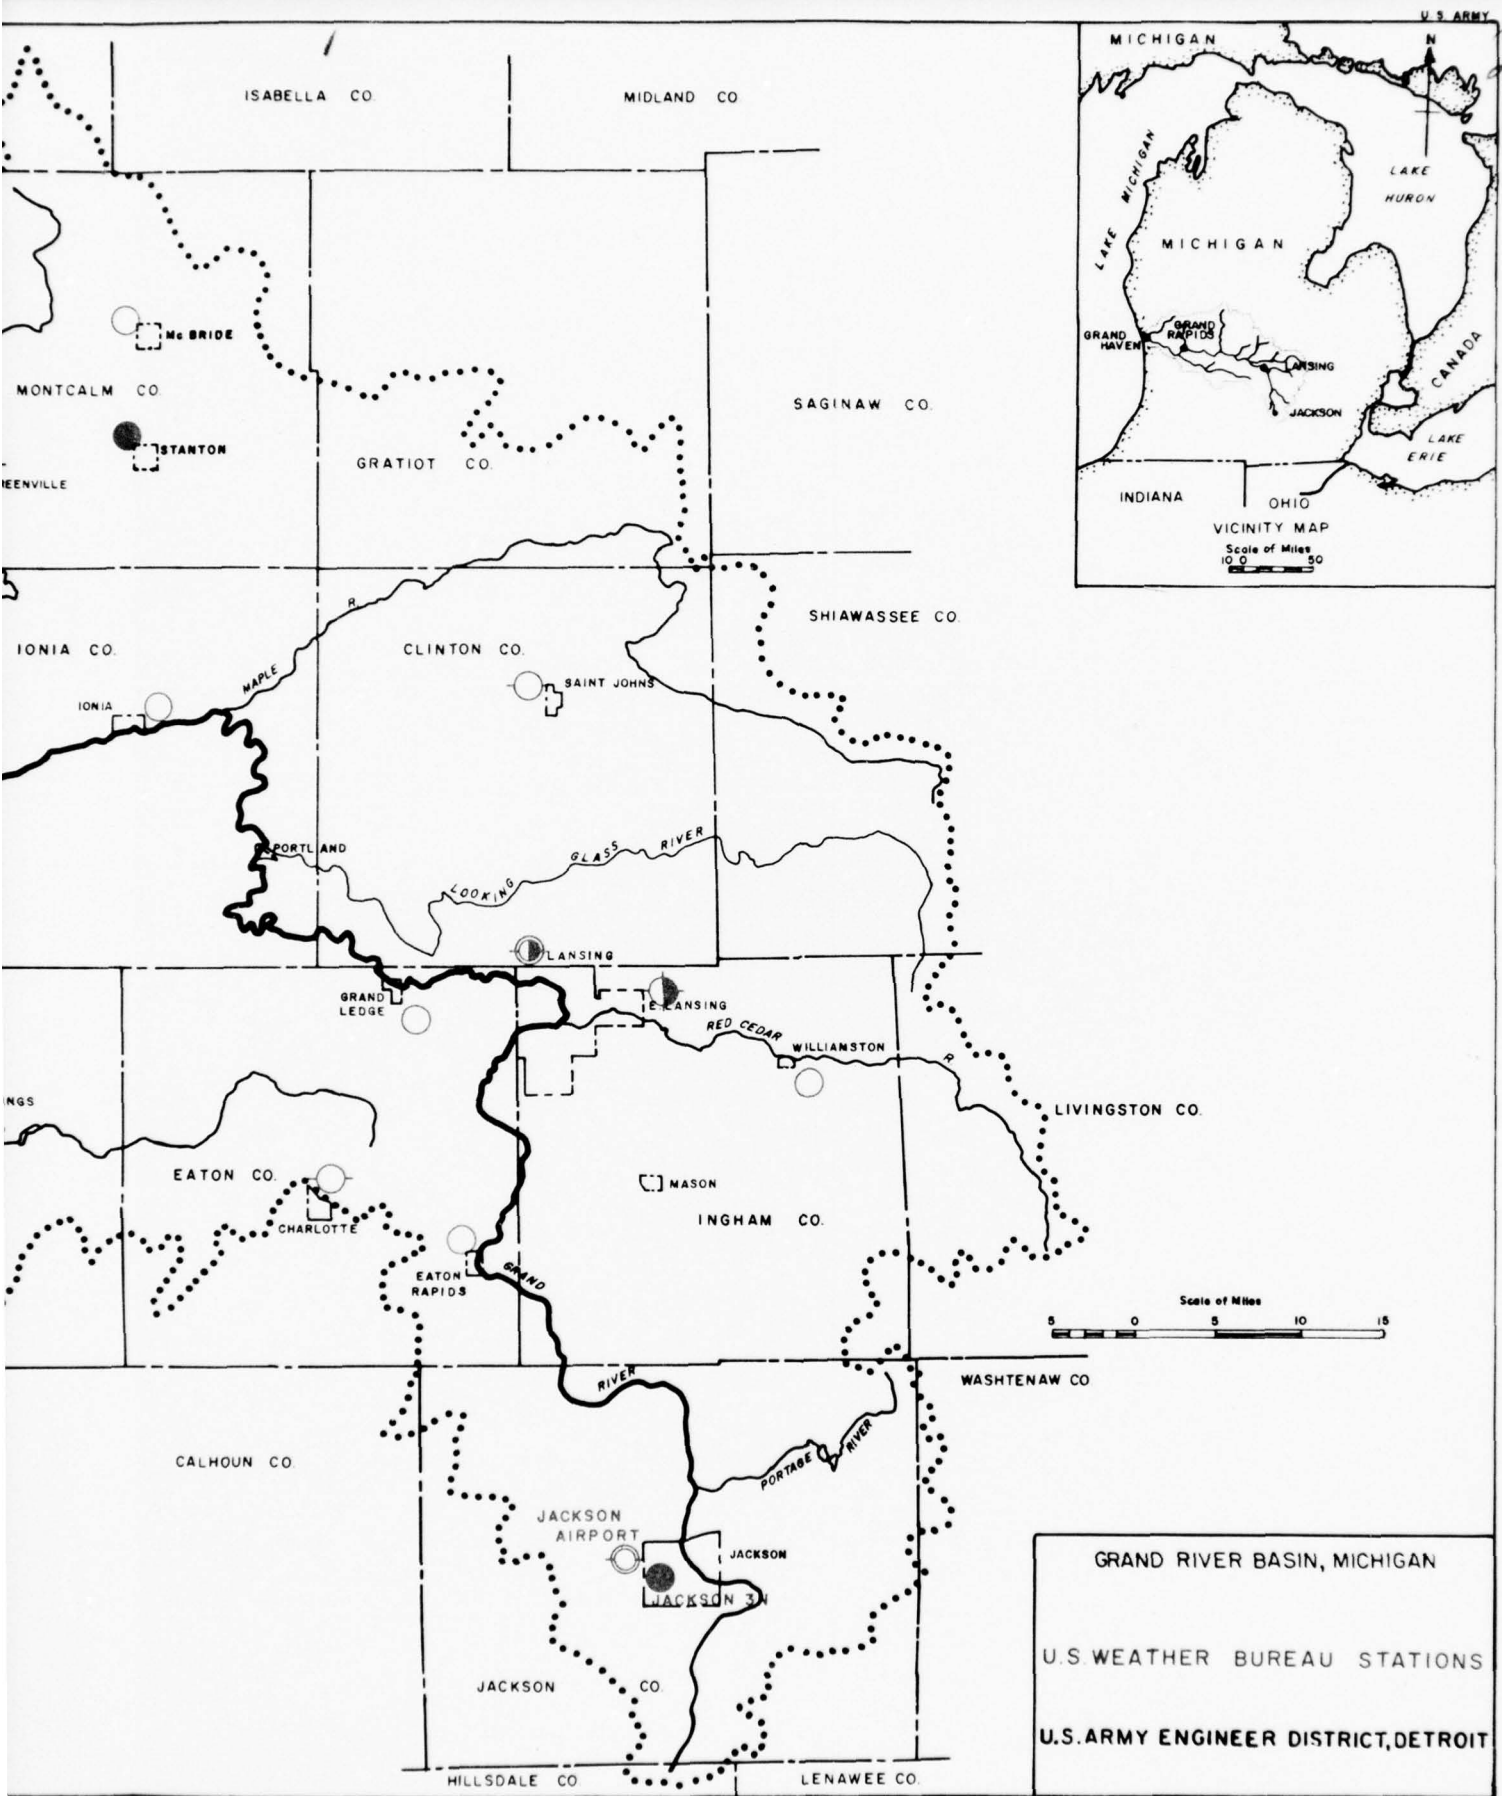 U. S. ARMY
ISABELLA CO.
MIDLAND CO
MICHIGAN
N
LAKE MICHIGAN
LAKE
HURON
MICHIGAN
GRAND
HAVEN
GRAND
RAPIDS
LANSING
JACKSON
CANADA
LAKE
ERIE
INDIANA
OHIO
VICINITY MAP
Scale of Miles
10 0 50
Mc BRIDE
MONTCALM CO.
STANTON
EENVILLE
GRATIOT CO.
SAGINAW CO.
SHIAWASSEE CO.
IONIA CO.
MAPLE R.
CLINTON CO.
SAINT JOHNS
IONIA
PORTLAND
LOOKING GLASS RIVER
LANSING
GRAND
LEDGE
E. LANSING
RED CEDAR R
WILLIAMSTON
NGS
LIVINGSTON CO.
EATON CO.
MASON
INGHAM CO.
CHARLOTTE
EATON
RAPIDS
GRAND RIVER
Scale of Miles
5 0 5 10 15
WASHTENAW CO
CALHOUN CO.
PORTAGE RIVER
JACKSON
AIRPORT
JACKSON
JACKSON 3N
JACKSON CO.
HILLSDALE CO.
LENAWEE CO.
GRAND RIVER BASIN, MICHIGAN
U.S. WEATHER BUREAU STATIONS
U.S. ARMY ENGINEER DISTRICT, DETROIT